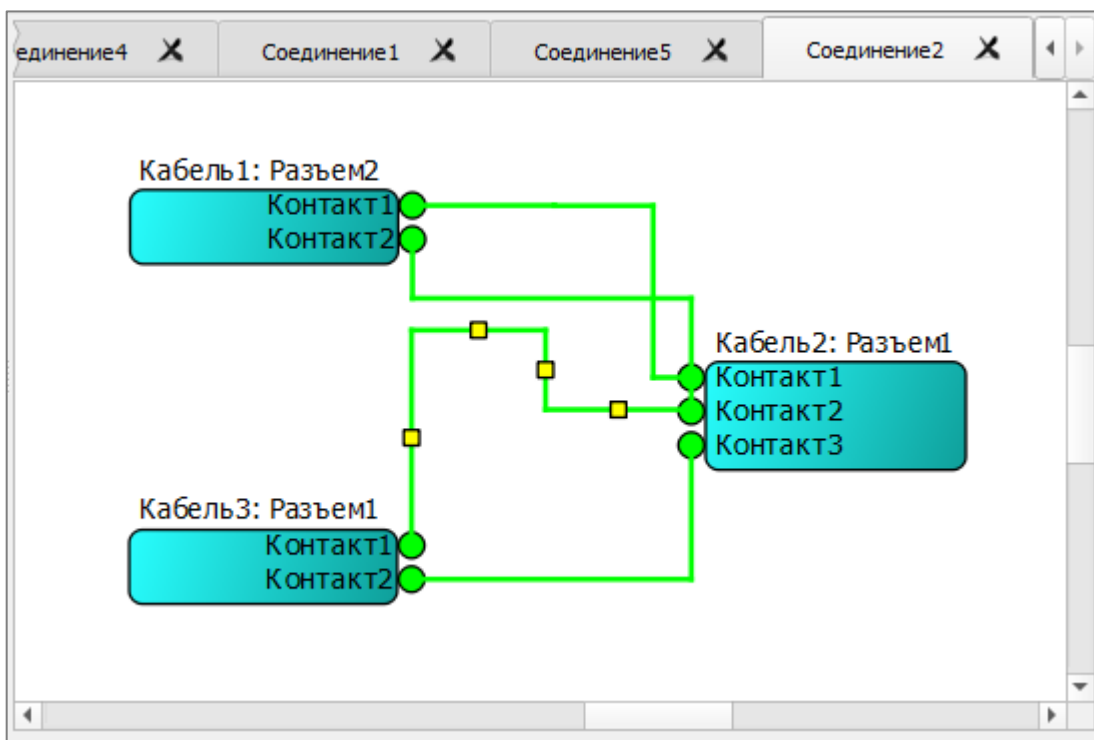 единение4
Соединение1
Соединение5
Соединение2
Кабель1: Разъем2
Контакт1
Контакт2
Кабель2: Разъем1
Контакт1
Контакт2
Контакт3
Кабель3: Разъем1
Контакт1
Контакт2